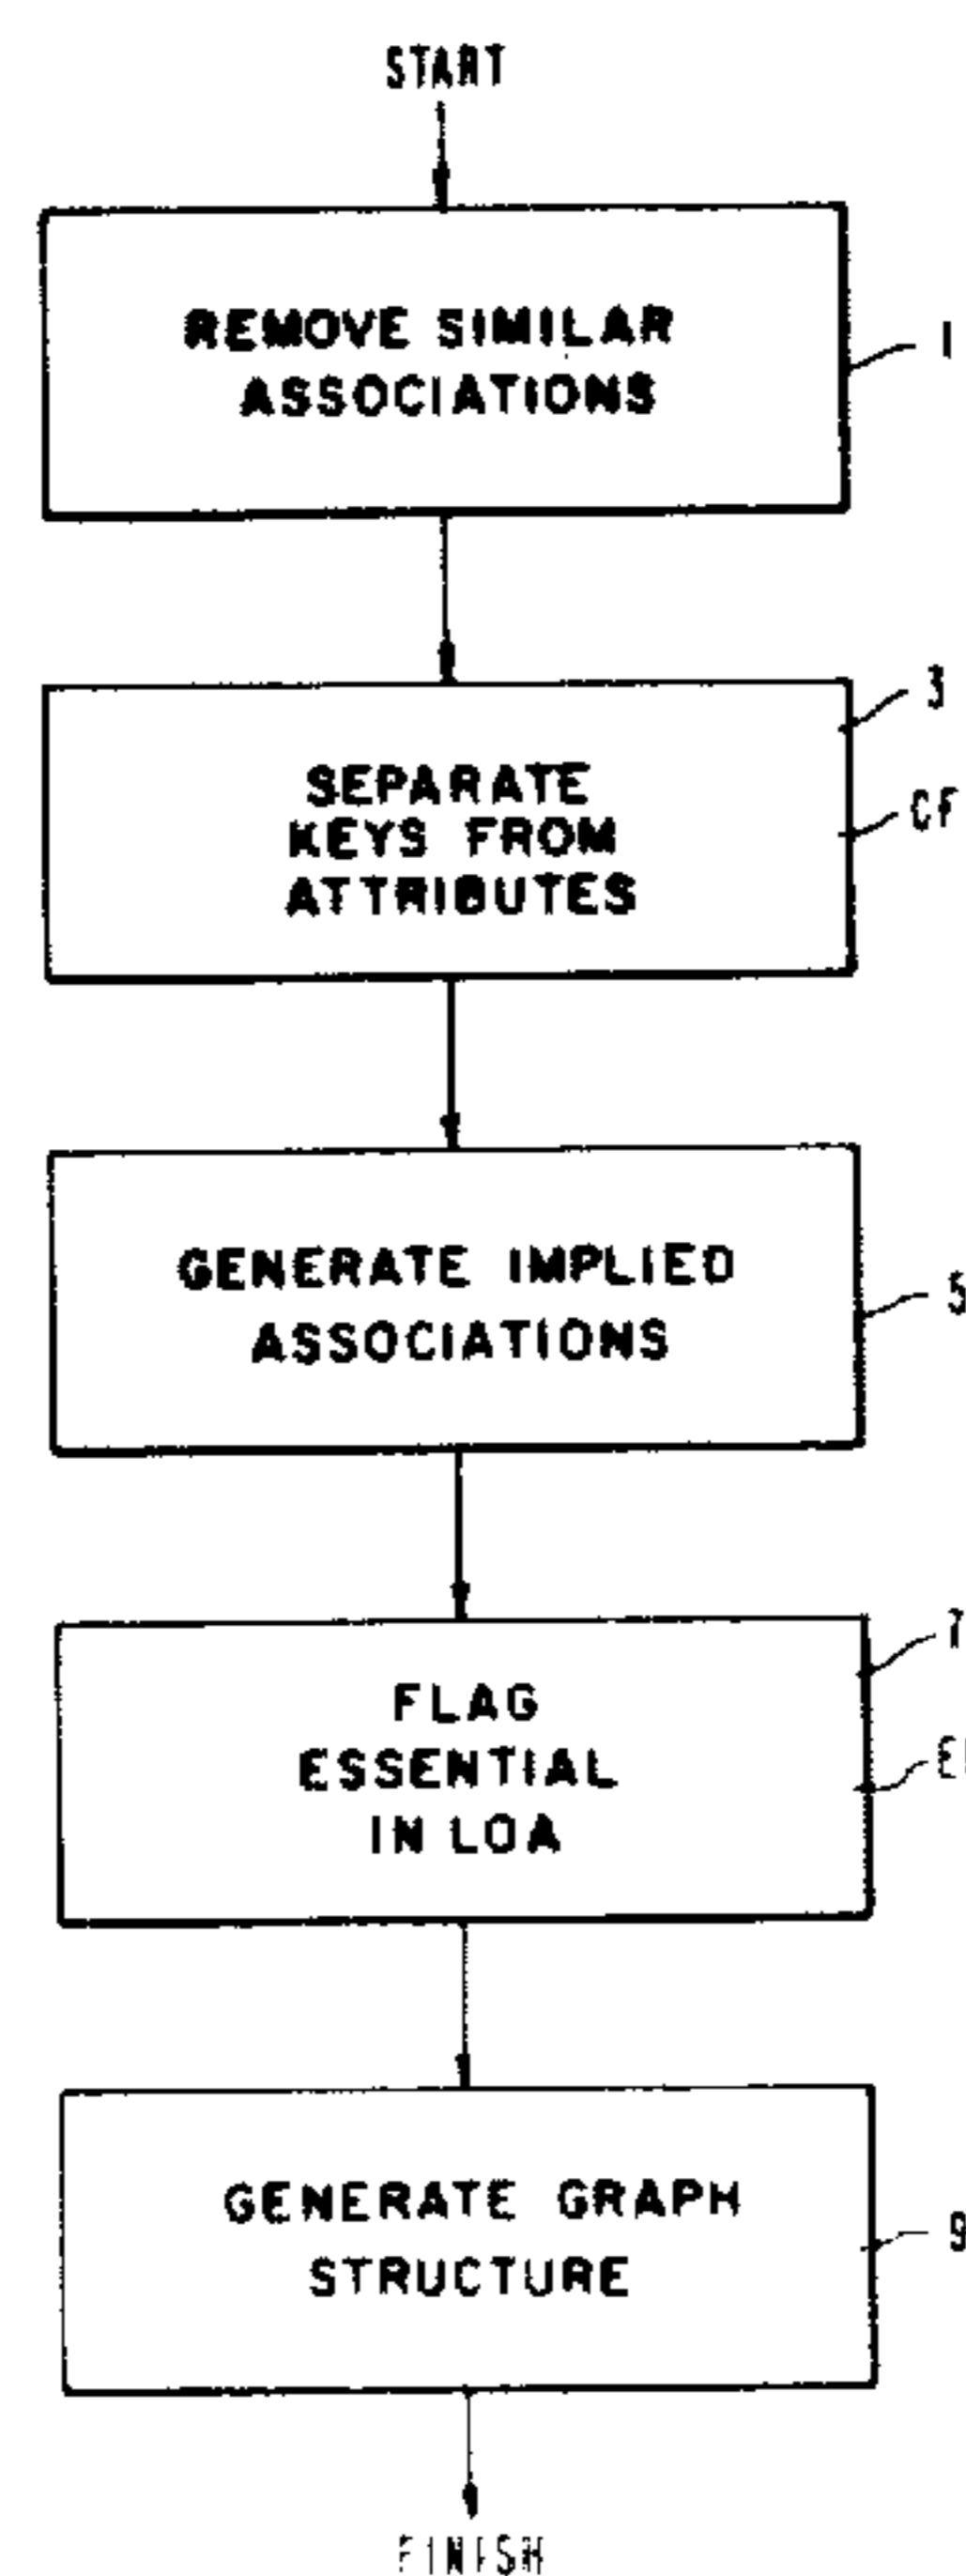 START
REMOVE SIMILAR
ASSOCIATIONS
1
3
SEPARATE
KEYS FROM
ATTRIBUTES
CF
GENERATE IMPLIED
ASSOCIATIONS
5
7
FLAG
ESSENTIAL
IN LOA
GENERATE GRAPH
STRUCTURE
9
FINISH